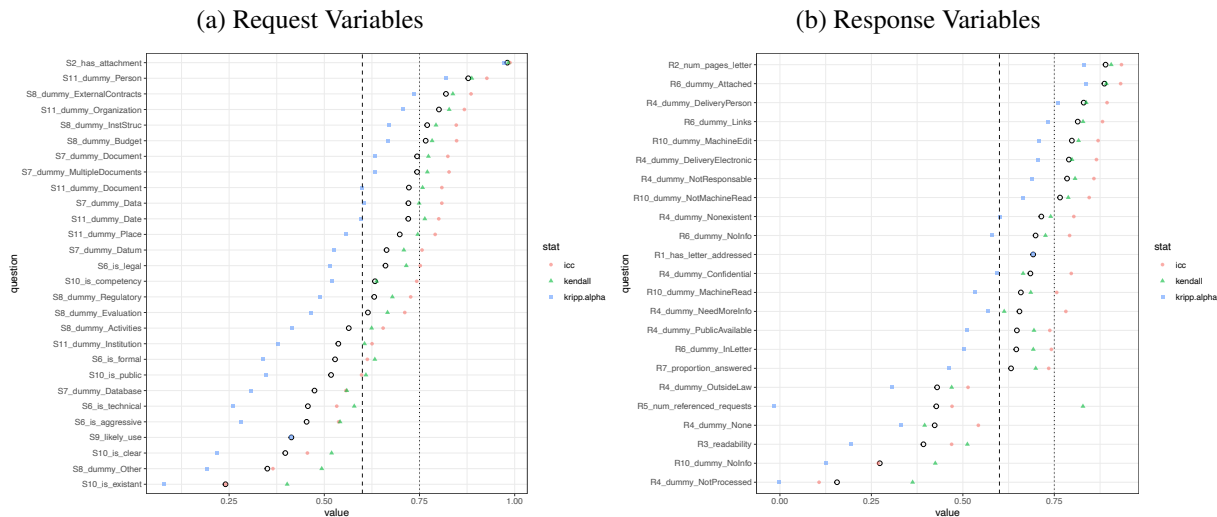 (a) Request Variables
S2_has_attachment
S11_dummy_Person
S8_dummy_ExternalContracts
S11_dummy_Organization
S8_dummy_InstStruc
S8_dummy_Budget
S7_dummy_Document
S7_dummy_MultipleDocuments
S11_dummy_Document
S7_dummy_Data
S11_dummy_Date
S11_dummy_Place
S7_dummy_Datum
S6_is_legal
S10_is_competency
S8_dummy_Regulatory
S8_dummy_Evaluation
S8_dummy_Activities
S11_dummy_Institution
S6_is_formal
S10_is_public
S7_dummy_Database
S6_is_technical
S6_is_aggressive
S9_likely_use
S10_is_clear
S8_dummy_Other
S10_is_existant
question
0.25 0.50 0.75 1.00
value
stat
icc
kendall
kripp.alpha
(b) Response Variables
R2_num_pages_letter
R6_dummy_Attached
R4_dummy_DeliveryPerson
R6_dummy_Links
R10_dummy_MachineEdit
R4_dummy_DeliveryElectronic
R4_dummy_NotResponsable
R10_dummy_NotMachineRead
R4_dummy_Nonexistent
R6_dummy_NoInfo
R1_has_letter_addressed
R4_dummy_Confidential
R10_dummy_MachineRead
R4_dummy_NeedMoreInfo
R4_dummy_PublicAvailable
R6_dummy_InLetter
R7_proportion_answered
R4_dummy_OutsideLaw
R5_num_referenced_requests
R4_dummy_None
R3_readability
R10_dummy_NoInfo
R4_dummy_NotProcessed
question
0.00 0.25 0.50 0.75
value
stat
icc
kendall
kripp.alpha